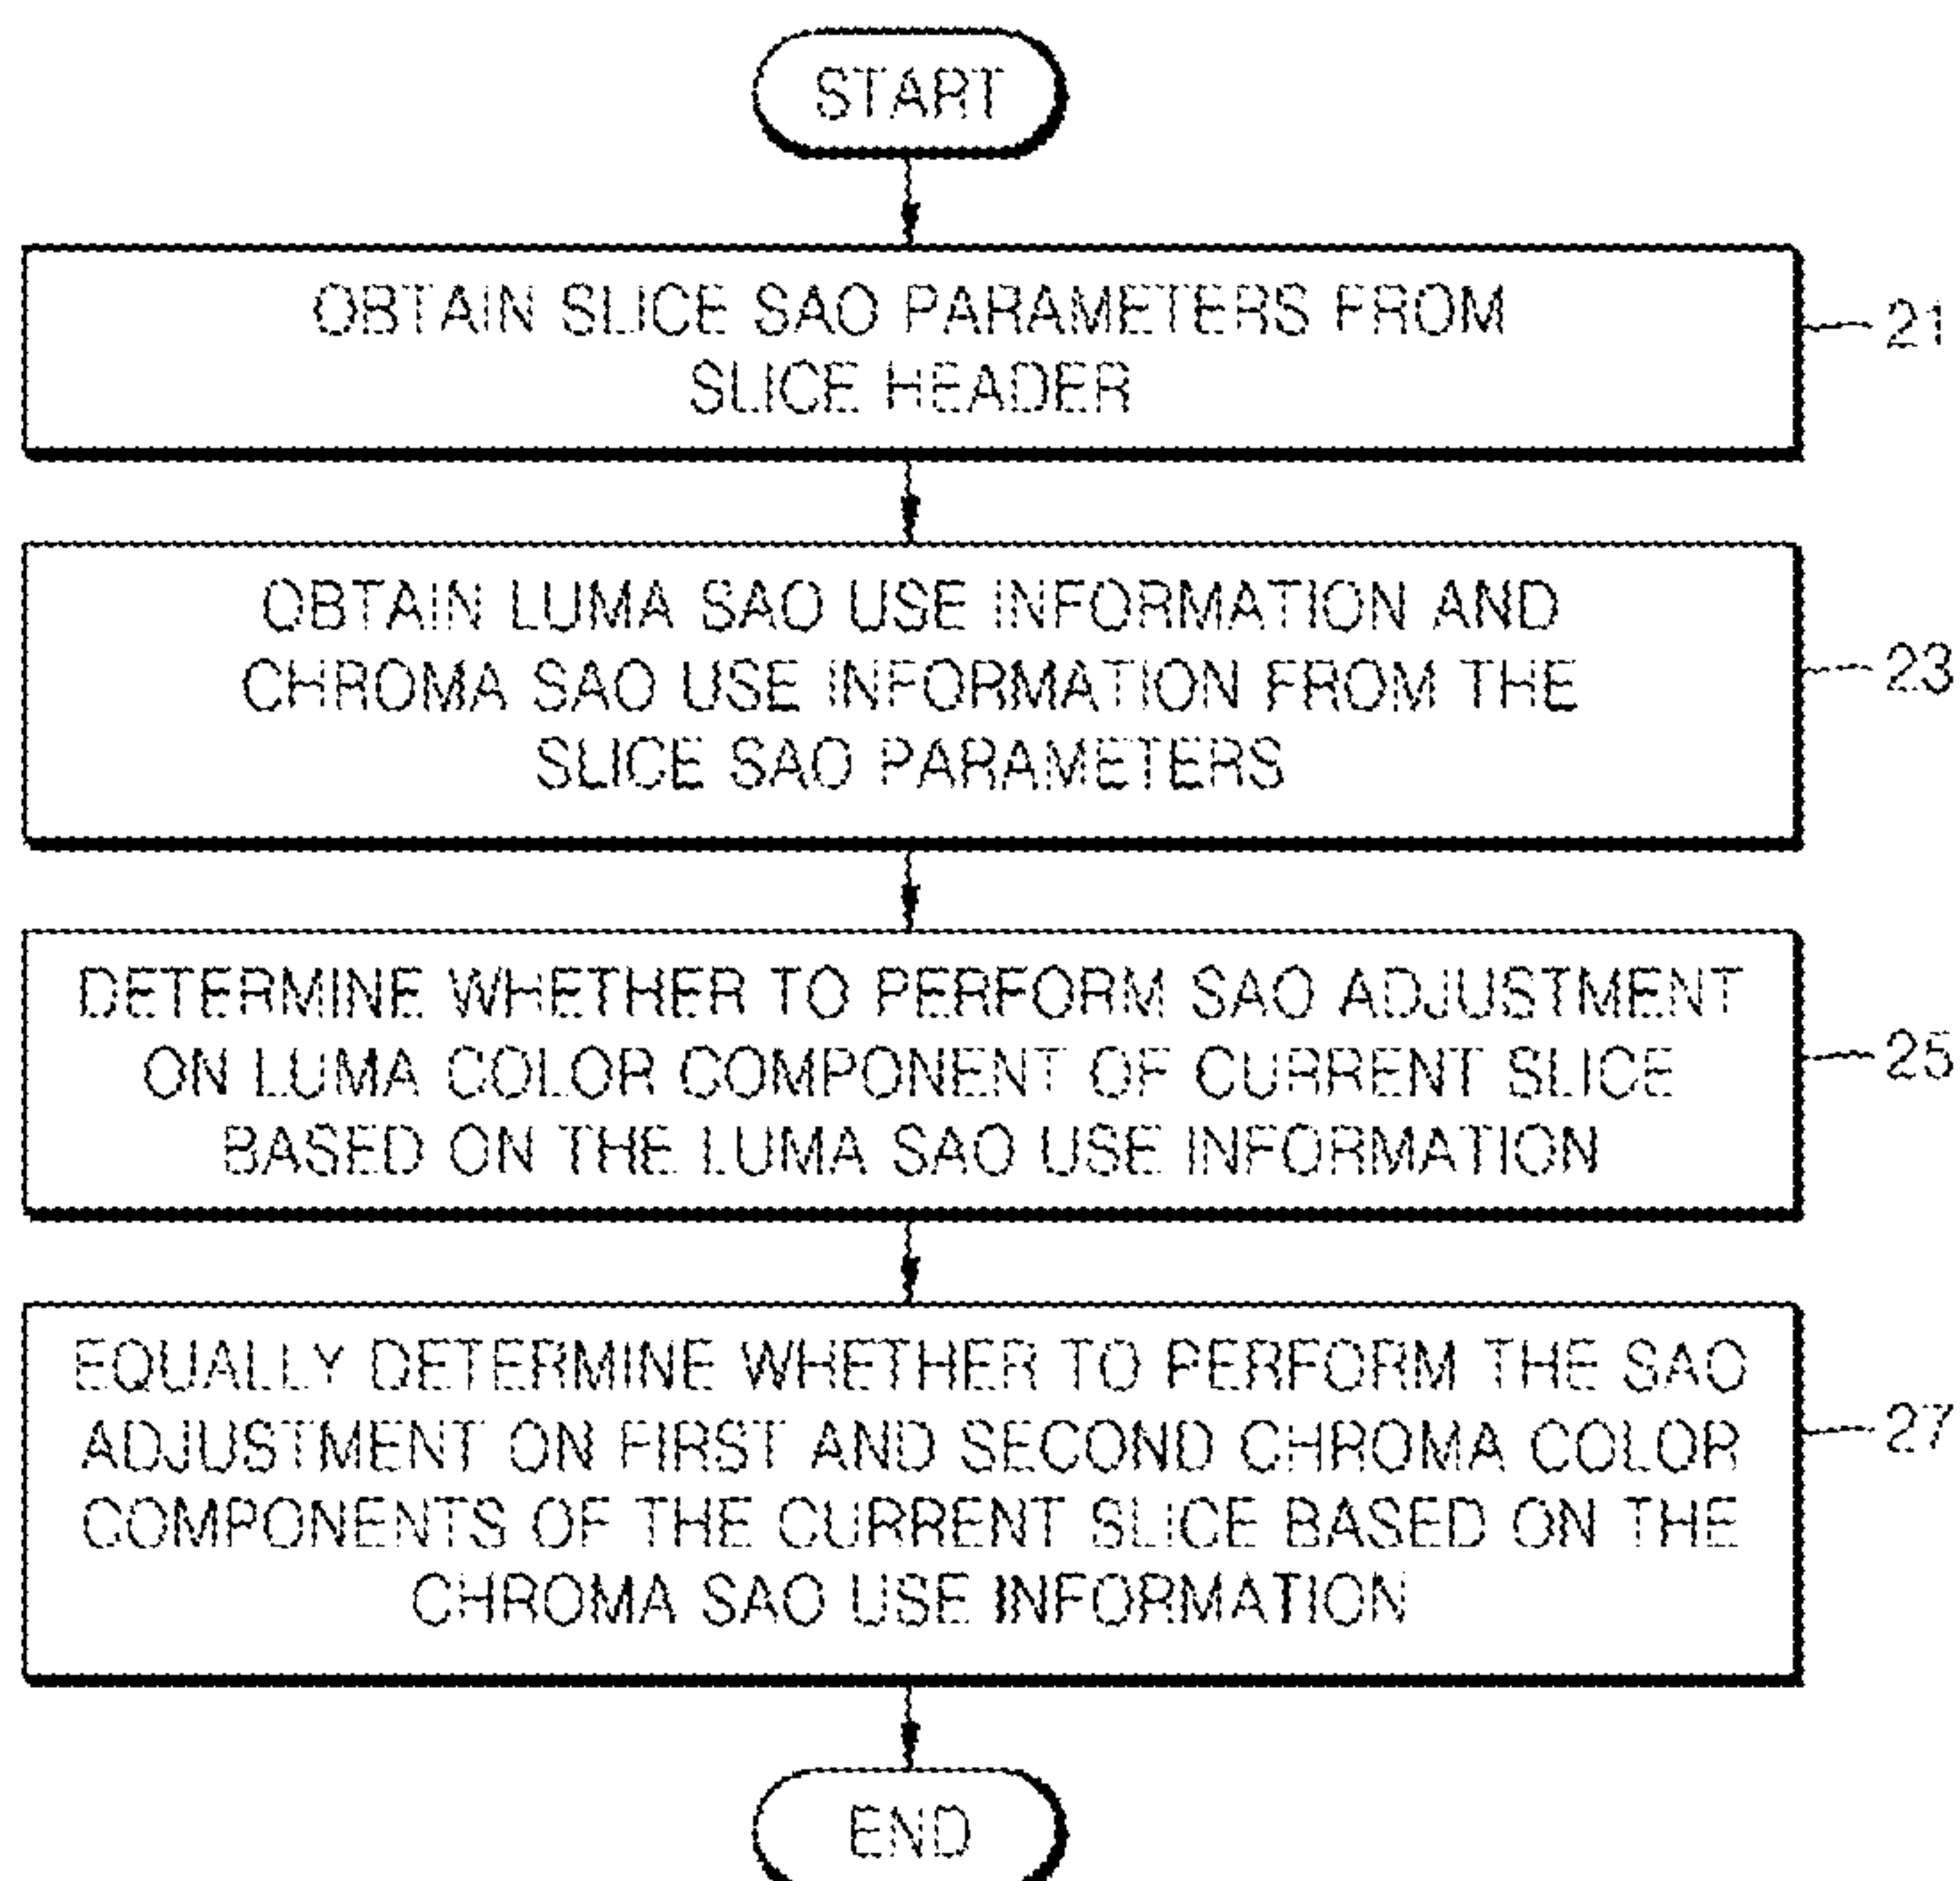 START
OBTAIN SLICE SAO PARAMETERS FROM
SLICE HEADER
21
OBTAIN LUMA SAO USE INFORMATION AND
CHROMA SAO USE INFORMATION FROM THE
SLICE SAO PARAMETERS
23
DETERMINE WHETHER TO PERFORM SAO ADJUSTMENT
ON LUMA COLOR COMPONENT OF CURRENT SLICE
BASED ON THE LUMA SAO USE INFORMATION
25
EQUALLY DETERMINE WHETHER TO PERFORM THE SAO
ADJUSTMENT ON FIRST AND SECOND CHROMA COLOR
COMPONENTS OF THE CURRENT SLICE BASED ON THE
CHROMA SAO USE INFORMATION
27
END